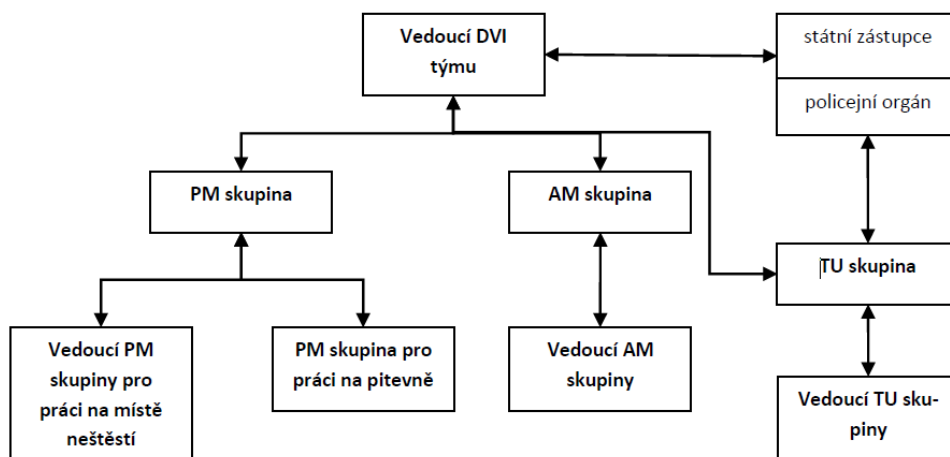 Vedoucí DVI
týmu
státní zástupce
policejní orgán
PM skupina
AM skupina
TU skupina
Vedoucí PM
skupiny pro
práci na místě
neštěstí
PM skupina pro
práci na pitevně
Vedoucí AM
skupiny
Vedoucí TU sku-
piny